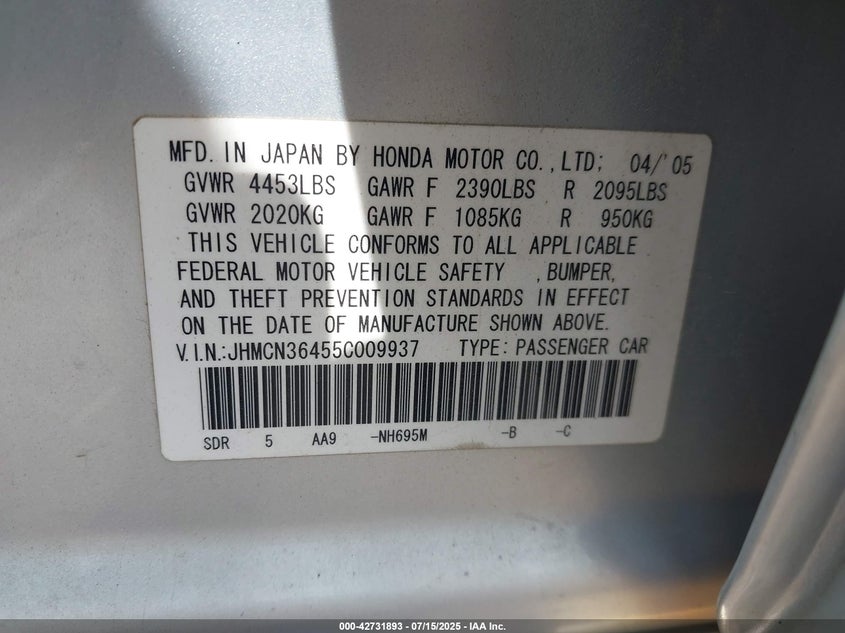 MFD. IN JAPAN BY HONDA MOTOR CO.,LTD; 04/'05
GVWR 4453LBS GAWR F 2390LBS R 2095LBS
GVWR 2020KG GAWR F 1085KG R 950KG
THIS VEHICLE CONFORMS TO ALL APPLICABLE
FEDERAL MOTOR VEHICLE SAFETY ,BUMPER,
AND THEFT PREVENTION STANDARDS IN EFFECT
ON THE DATE OF MANUFACTURE SHOWN ABOVE.
V.I.N.:JHMCN36455C009937 TYPE: PASSENGER CAR
SDR 5 AA9 -NH695M -B -C
000-42731893 / 07/15/2025 - IAA Inc.